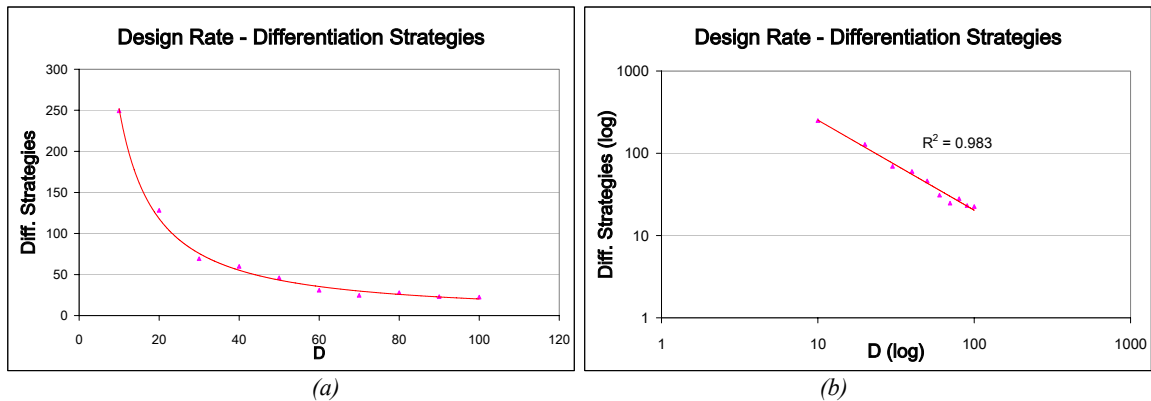 Design Rate - Differentiation Strategies
300
250
200
150
100
50
0
Diff. Strategies
0 20 40 60 80 100 120
D
(a)
Design Rate - Differentiation Strategies
1000
100
10
1
Diff. Strategies (log)
R² = 0.983
1 10 100 1000
D (log)
(b)